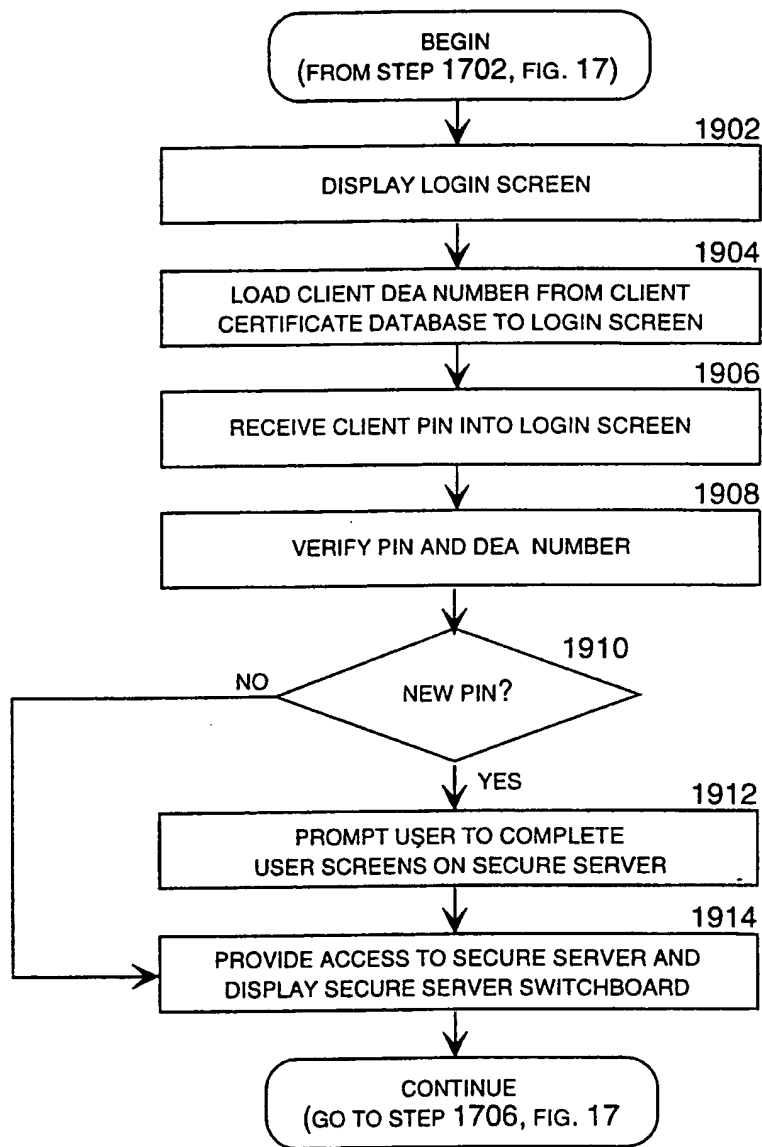 BEGIN
(FROM STEP 1702, FIG. 17)
1902
DISPLAY LOGIN SCREEN
1904
LOAD CLIENT DEA NUMBER FROM CLIENT
CERTIFICATE DATABASE TO LOGIN SCREEN
1906
RECEIVE CLIENT PIN INTO LOGIN SCREEN
1908
VERIFY PIN AND DEA NUMBER
1910
NO
NEW PIN?
YES
1912
PROMPT USER TO COMPLETE
USER SCREENS ON SECURE SERVER
1914
PROVIDE ACCESS TO SECURE SERVER AND
DISPLAY SECURE SERVER SWITCHBOARD
CONTINUE
(GO TO STEP 1706, FIG. 17